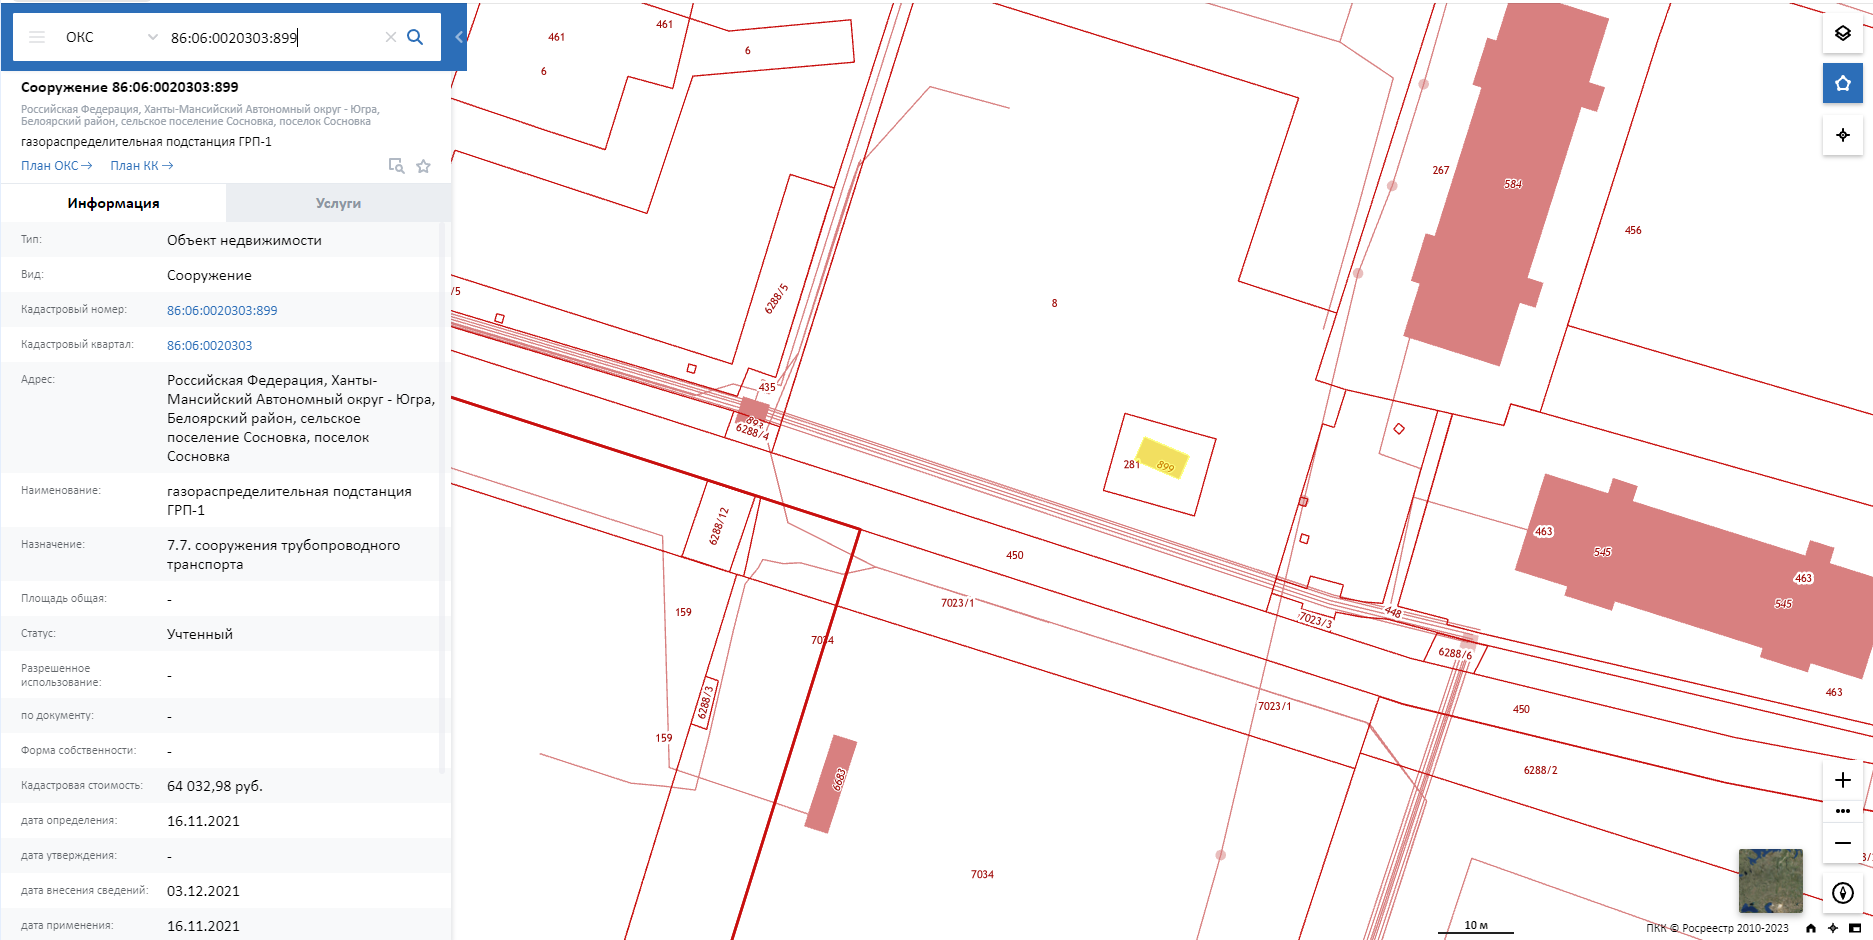 ОКС
86:06:0020303:899
Сооружение 86:06:0020303:899
Российская Федерация, Ханты-Мансийский Автономный округ - Югра,
Белоярский район, сельское поселение Сосновка, поселок Сосновка
газораспределительная подстанция ГРП-1
План ОКС→ План КК→
Информация Услуги
Тип: Объект недвижимости
Вид: Сооружение
Кадастровый номер: 86:06:0020303:899
Кадастровый квартал: 86:06:0020303
Адрес: Российская Федерация, Ханты-
Мансийский Автономный округ - Югра,
Белоярский район, сельское
поселение Сосновка, поселок
Сосновка
Наименование: газораспределительная подстанция
ГРП-1
Назначение: 7.7. сооружения трубопроводного
транспорта
Площадь общая: -
Статус: Учтенный
Разрешенное
использование: -
по документу: -
Форма собственности: -
Кадастровая стоимость: 64 032,98 руб.
дата определения: 16.11.2021
дата утверждения: -
дата внесения сведений: 03.12.2021
дата применения: 16.11.2021
461
461
6
6
267
584
456
/5
6288/5
8
435
893
6288/4
281
899
6288/12
450
463
545
463
545
159
7034
7023/1
7023/3
448
6288/6
463
6288/3
159
7023/1
450
6288/2
6683
7034
10 м
ПКК © Росреестр 2010-2023